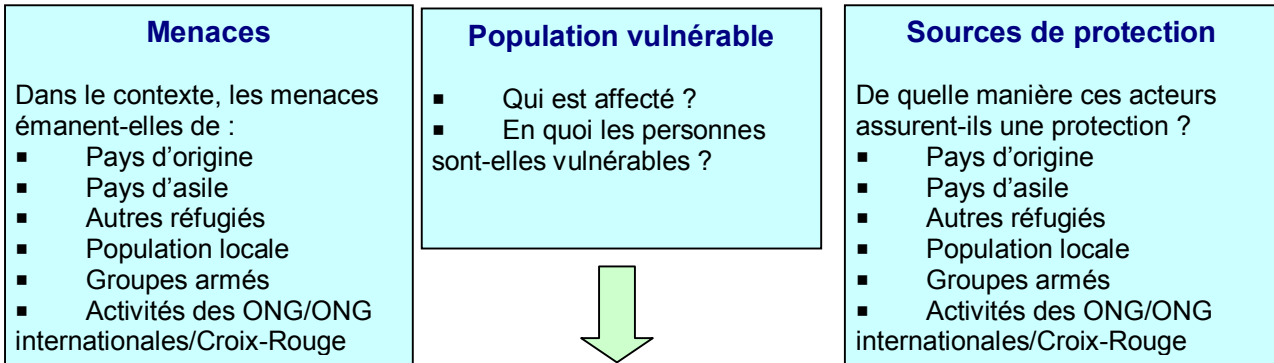 Menaces
Dans le contexte, les menaces
émanent-elles de :
▪ Pays d'origine
▪ Pays d'asile
▪ Autres réfugiés
▪ Population locale
▪ Groupes armés
▪ Activités des ONG/ONG
internationales/Croix-Rouge
Population vulnérable
▪ Qui est affecté ?
▪ En quoi les personnes
sont-elles vulnérables ?
Sources de protection
De quelle manière ces acteurs
assurent-ils une protection ?
▪ Pays d'origine
▪ Pays d'asile
▪ Autres réfugiés
▪ Population locale
▪ Groupes armés
▪ Activités des ONG/ONG
internationales/Croix-Rouge